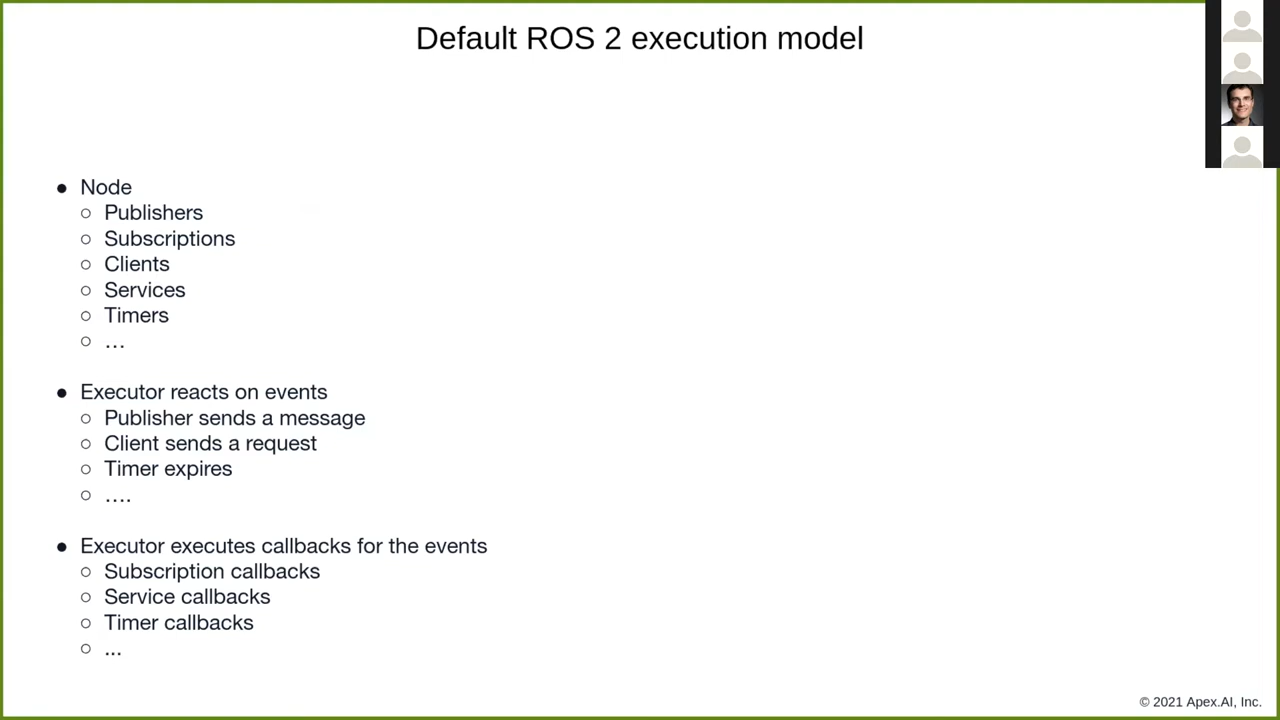 Default ROS 2 execution model
● Node
○ Publishers
○ Subscriptions
○ Clients
○ Services
○ Timers
○ …
● Executor reacts on events
○ Publisher sends a message
○ Client sends a request
○ Timer expires
○ ….
● Executor executes callbacks for the events
○ Subscription callbacks
○ Service callbacks
○ Timer callbacks
○ ...
© 2021 Apex.AI, Inc.